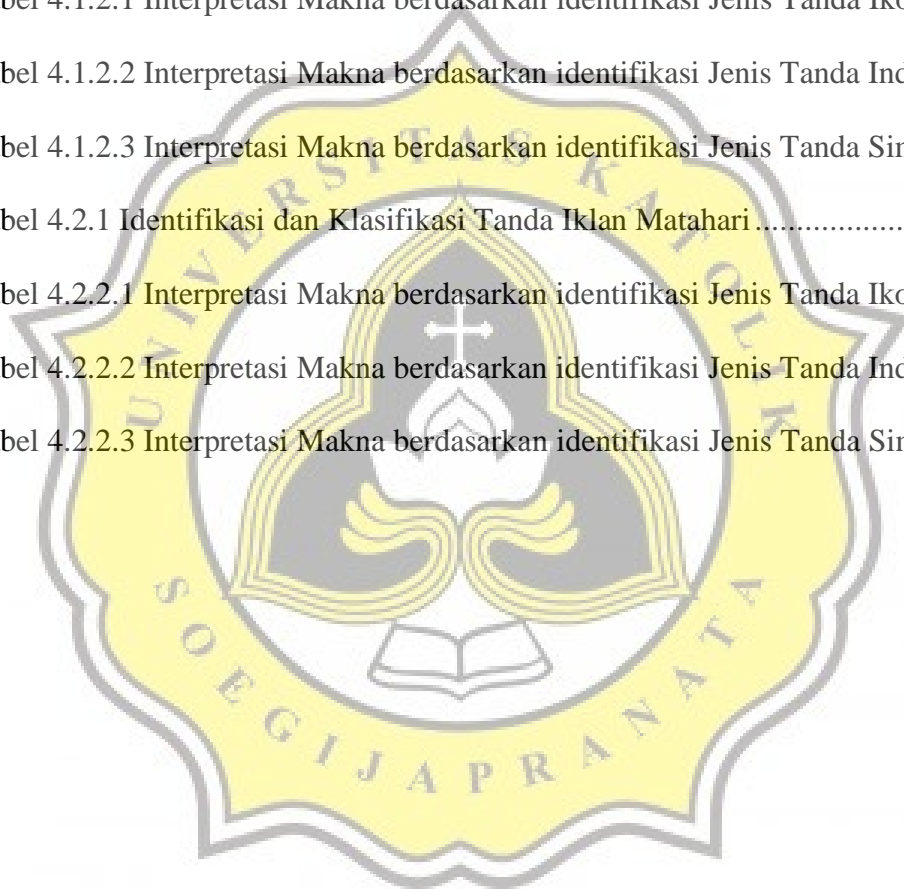 bel 4.1.2.1 Interpretasi Makna berdasarkan identifikasi Jenis Tanda Iko
bel 4.1.2.2 Interpretasi Makna berdasarkan identifikasi Jenis Tanda Ind
bel 4.1.2.3 Interpretasi Makna berdasarkan identifikasi Jenis Tanda Sim
bel 4.2.1 Identifikasi dan Klasifikasi Tanda Iklan Matahari..................
bel 4.2.2.1 Interpretasi Makna berdasarkan identifikasi Jenis Tanda Iko
bel 4.2.2.2 Interpretasi Makna berdasarkan identifikasi Jenis Tanda Ind
bel 4.2.2.3 Interpretasi Makna berdasarkan identifikasi Jenis Tanda Sim
UNIVERSITAS KATOLIK
SOEGIJAPRANATA